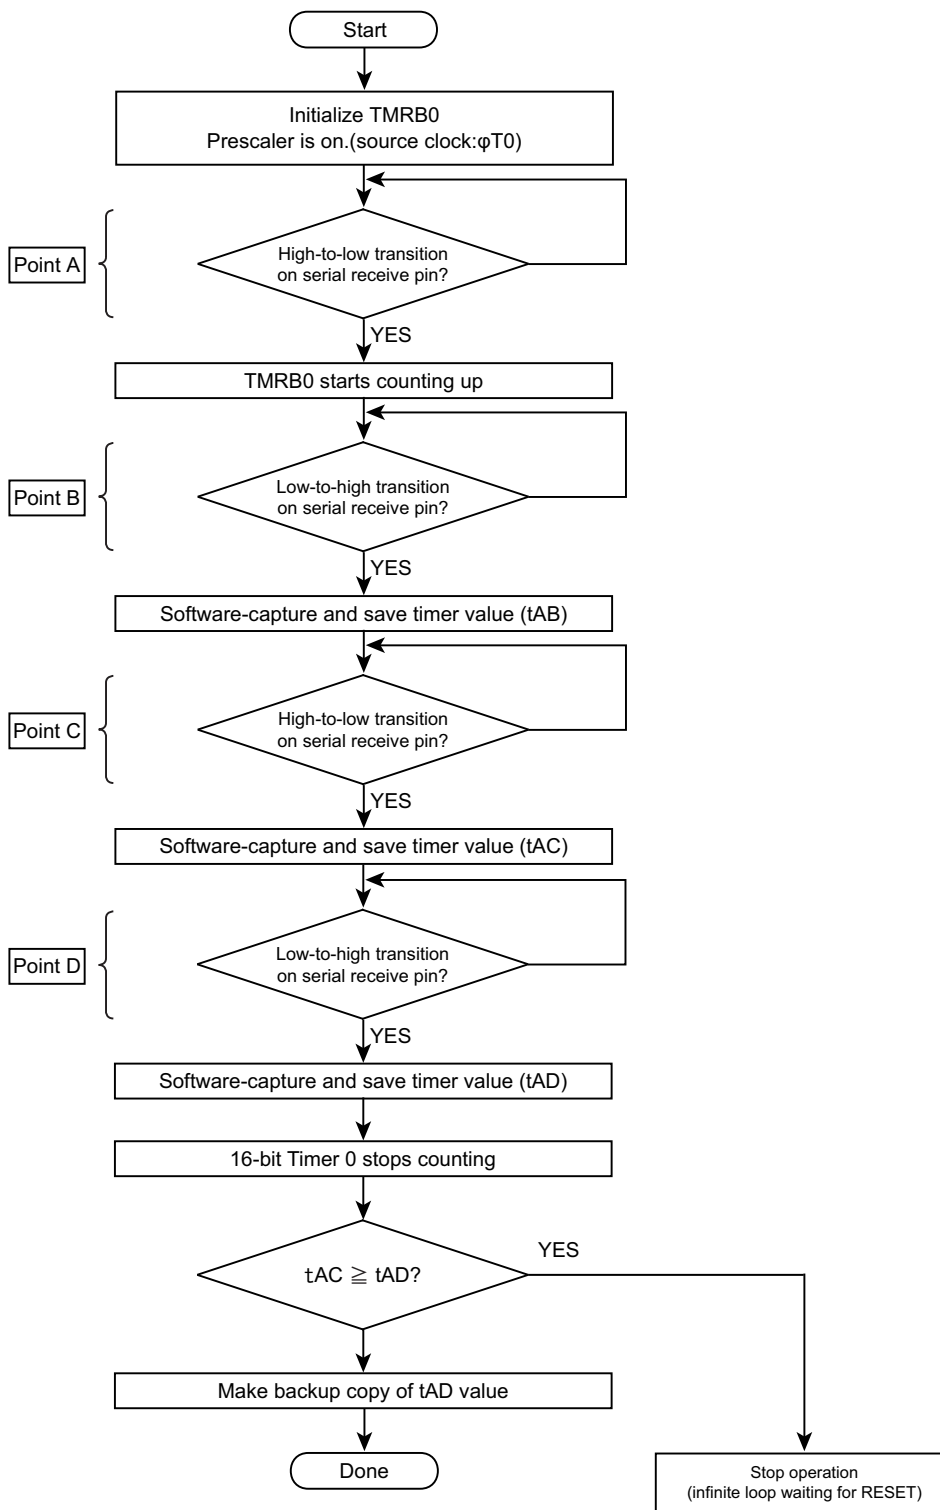 Start
Initialize TMRB0
Prescaler is on.(source clock:φT0)
Point A
High-to-low transition
on serial receive pin?
YES
TMRB0 starts counting up
Point B
Low-to-high transition
on serial receive pin?
YES
Software-capture and save timer value (tAB)
Point C
High-to-low transition
on serial receive pin?
YES
Software-capture and save timer value (tAC)
Point D
Low-to-high transition
on serial receive pin?
YES
Software-capture and save timer value (tAD)
16-bit Timer 0 stops counting
tAC ≧ tAD?
YES
Make backup copy of tAD value
Done
Stop operation
(infinite loop waiting for RESET)